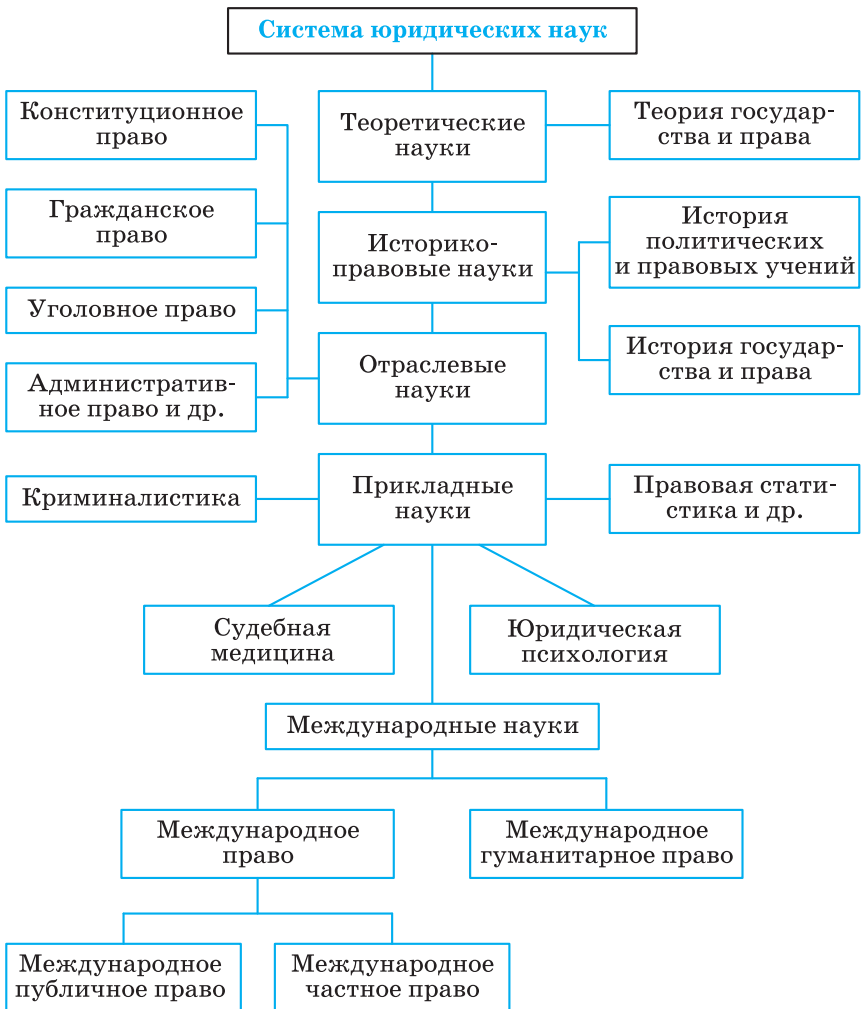 Система юридических наук
Конституционное
право
Теоретические
науки
Теория государ-
ства и права
Гражданское
право
Историко-
правовые науки
История
политических
и правовых учений
Уголовное право
Отраслевые
науки
История государ-
ства и права
Административ-
ное право и др.
Криминалистика
Прикладные
науки
Правовая стати-
стика и др.
Судебная
медицина
Юридическая
психология
Международные науки
Международное
право
Международное
гуманитарное право
Международное
публичное право
Международное
частное право